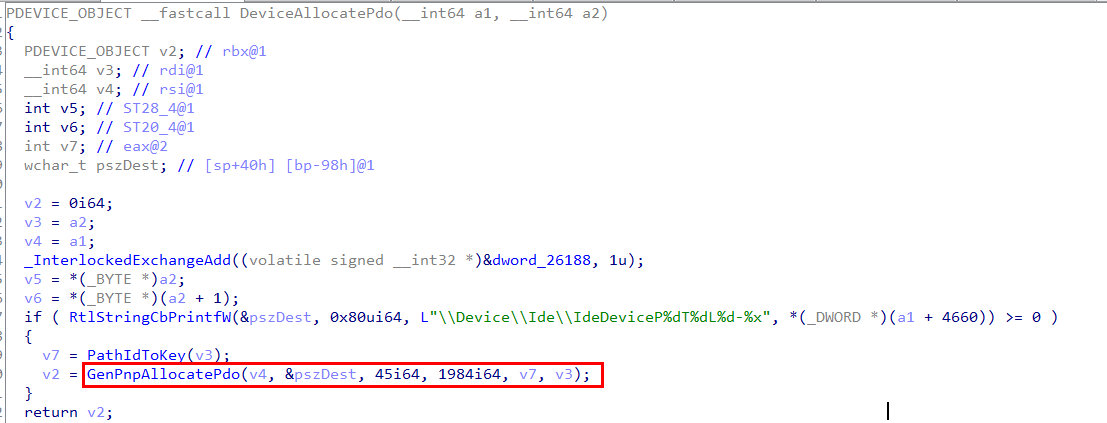 PDEVICE_OBJECT __fastcall DeviceAllocatePdo(__int64 a1, __int64 a2)
{
PDEVICE_OBJECT v2; // rbx@1
__int64 v3; // rdi@1
__int64 v4; // rsi@1
int v5; // ST28_4@1
int v6; // ST20_4@1
int v7; // eax@2
wchar_t pszDest; // [sp+40h] [bp-98h]@1
v2 = 0i64;
v3 = a2;
v4 = a1;
_InterlockedExchangeAdd((volatile signed __int32 *)&dword_26188, 1u);
v5 = *(_BYTE *)a2;
v6 = *(_BYTE *)(a2 + 1);
if ( RtlStringCbPrintfW(&pszDest, 0x80ui64, L"\\Device\\Ide\\IdeDeviceP%dT%dL%d-%x", *(_DWORD *)(a1 + 4660)) >= 0 )
{
v7 = PathIdToKey(v3);
v2 = GenPnpAllocatePdo(v4, &pszDest, 45i64, 1984i64, v7, v3);
}
return v2;